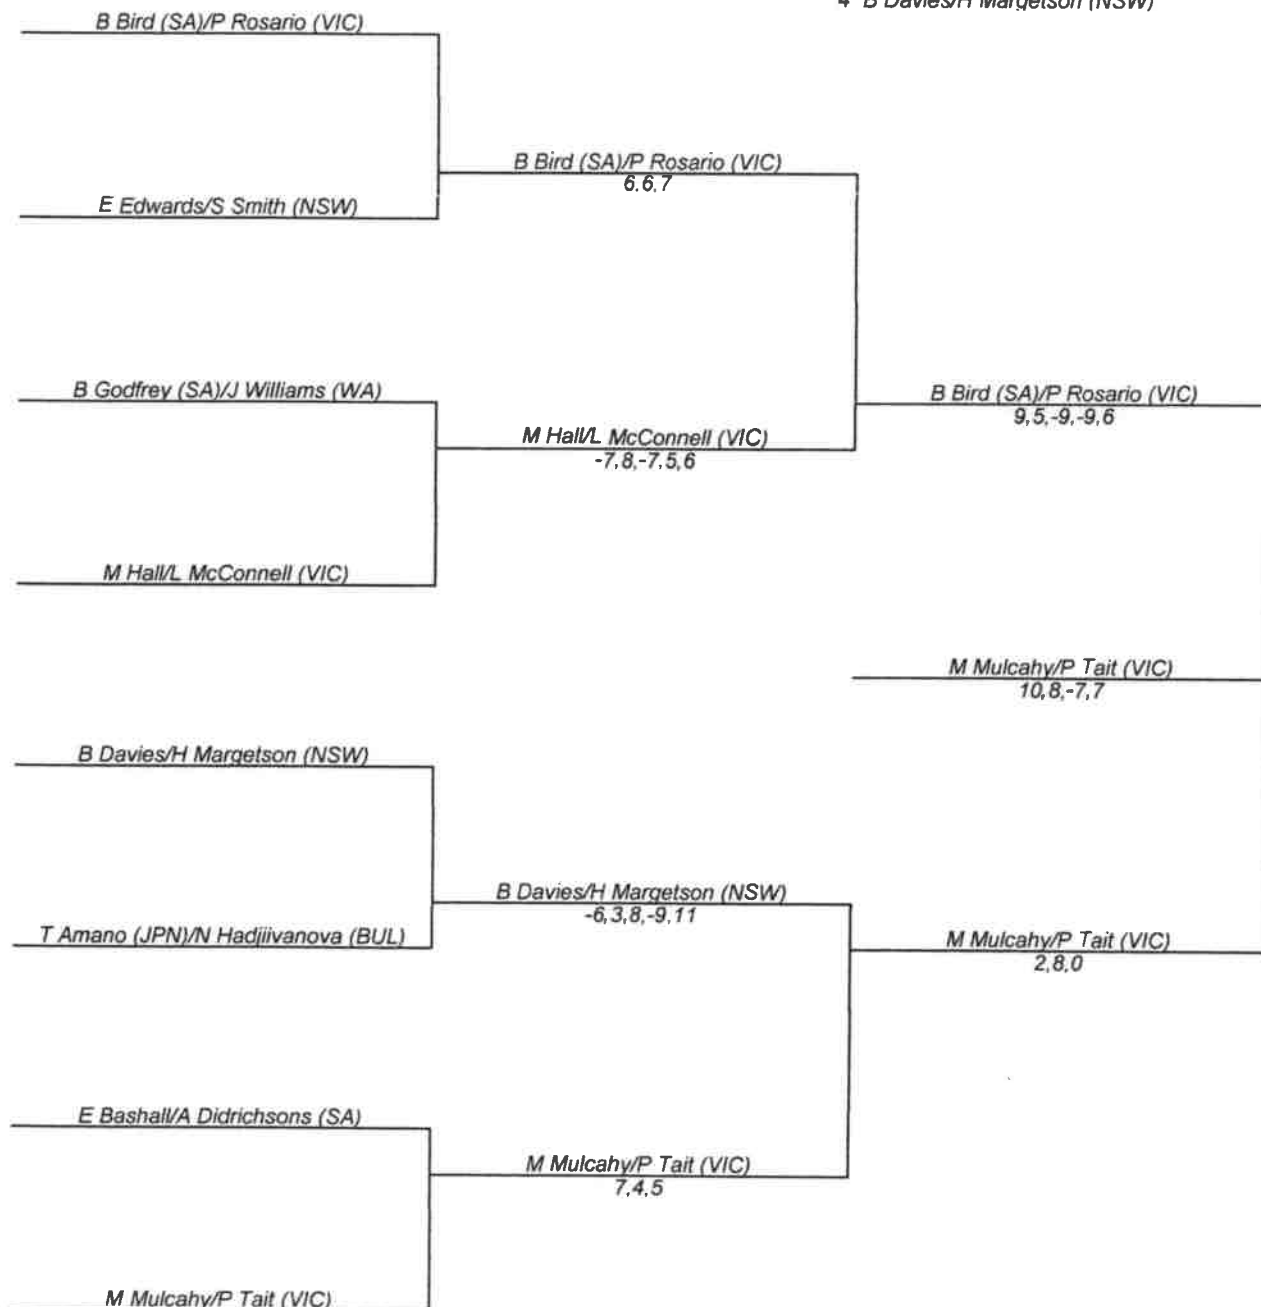 4 B Davies/H Margetson (NSW)
B Bird (SA)/P Rosario (VIC)
B Bird (SA)/P Rosario (VIC)
6,6,7
E Edwards/S Smith (NSW)
B Godfrey (SA)/J Williams (WA)
B Bird (SA)/P Rosario (VIC)
9,5,-9,-9,6
M Hall/L McConnell (VIC)
-7,8,-7,5,6
M Hall/L McConnell (VIC)
M Mulcahy/P Tait (VIC)
10,8,-7,7
B Davies/H Margetson (NSW)
B Davies/H Margetson (NSW)
-6,3,8,-9,11
T Amano (JPN)/N Hadjiivanova (BUL)
M Mulcahy/P Tait (VIC)
2,8,0
E Bashall/A Didrichsons (SA)
M Mulcahy/P Tait (VIC)
7,4,5
M Mulcahy/P Tait (VIC)